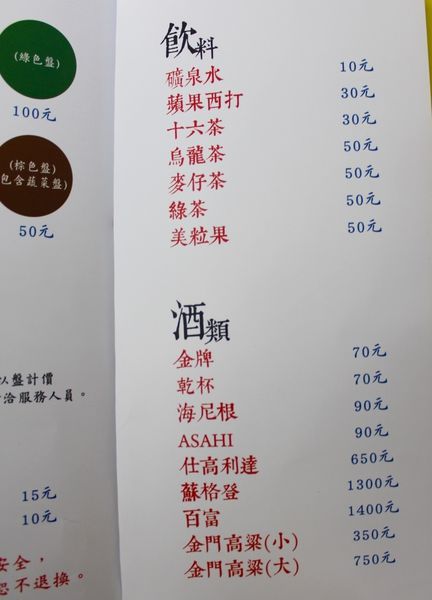 (綠色盤)
100元
(棕色盤)
包含蔬菜盤)
50元
以盤計價
洽服務人員。
15元
10元
安全,
恕不退換。
飲料
礦泉水 10元
蘋果西打 30元
十六茶 30元
烏龍茶 50元
麥仔茶 50元
綠茶 50元
美粒果 50元
酒類
金牌 70元
乾杯 70元
海尼根 90元
ASAHI 90元
仕高利達 650元
蘇格登 1300元
百富 1400元
金門高粱(小) 350元
金門高粱(大) 750元